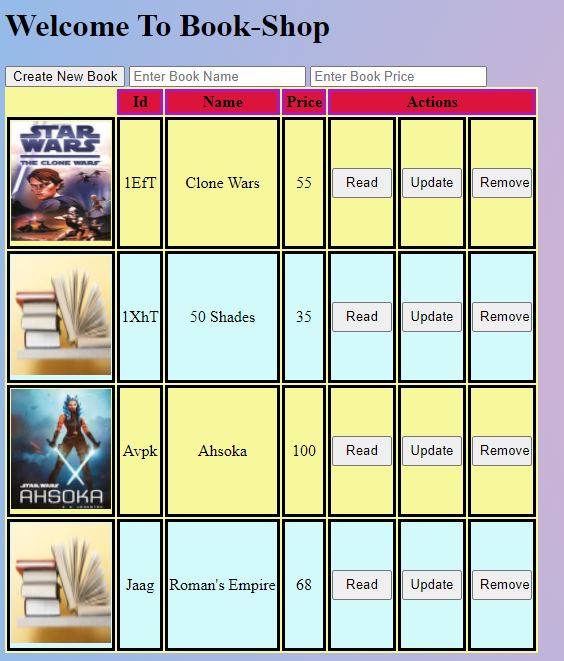 Welcome To Book-Shop
Create New Book Enter Book Name Enter Book Price
Id Name Price Actions
STAR WARS
THE CLONE WARS
1EfT Clone Wars 55 Read Update Remove
1XhT 50 Shades 35 Read Update Remove
Avpk Ahsoka 100 Read Update Remove
STAR WARS
AHSOKA
Jaag Roman's Empire 68 Read Update Remove